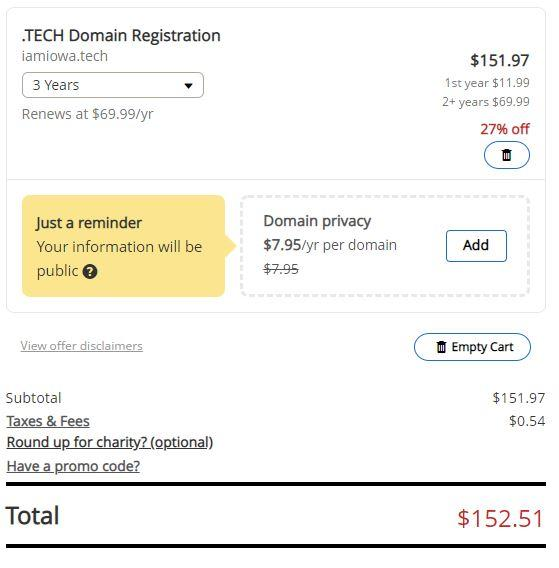 .TECH Domain Registration
iamiowa.tech
$151.97
3 Years
1st year $11.99
2+ years $69.99
Renews at $69.99/yr
27% off
Just a reminder
Your information will be
public ?
Domain privacy
$7.95/yr per domain
$7.95
Add
View offer disclaimers
Empty Cart
Subtotal $151.97
Taxes & Fees $0.54
Round up for charity? (optional)
Have a promo code?
Total $152.51